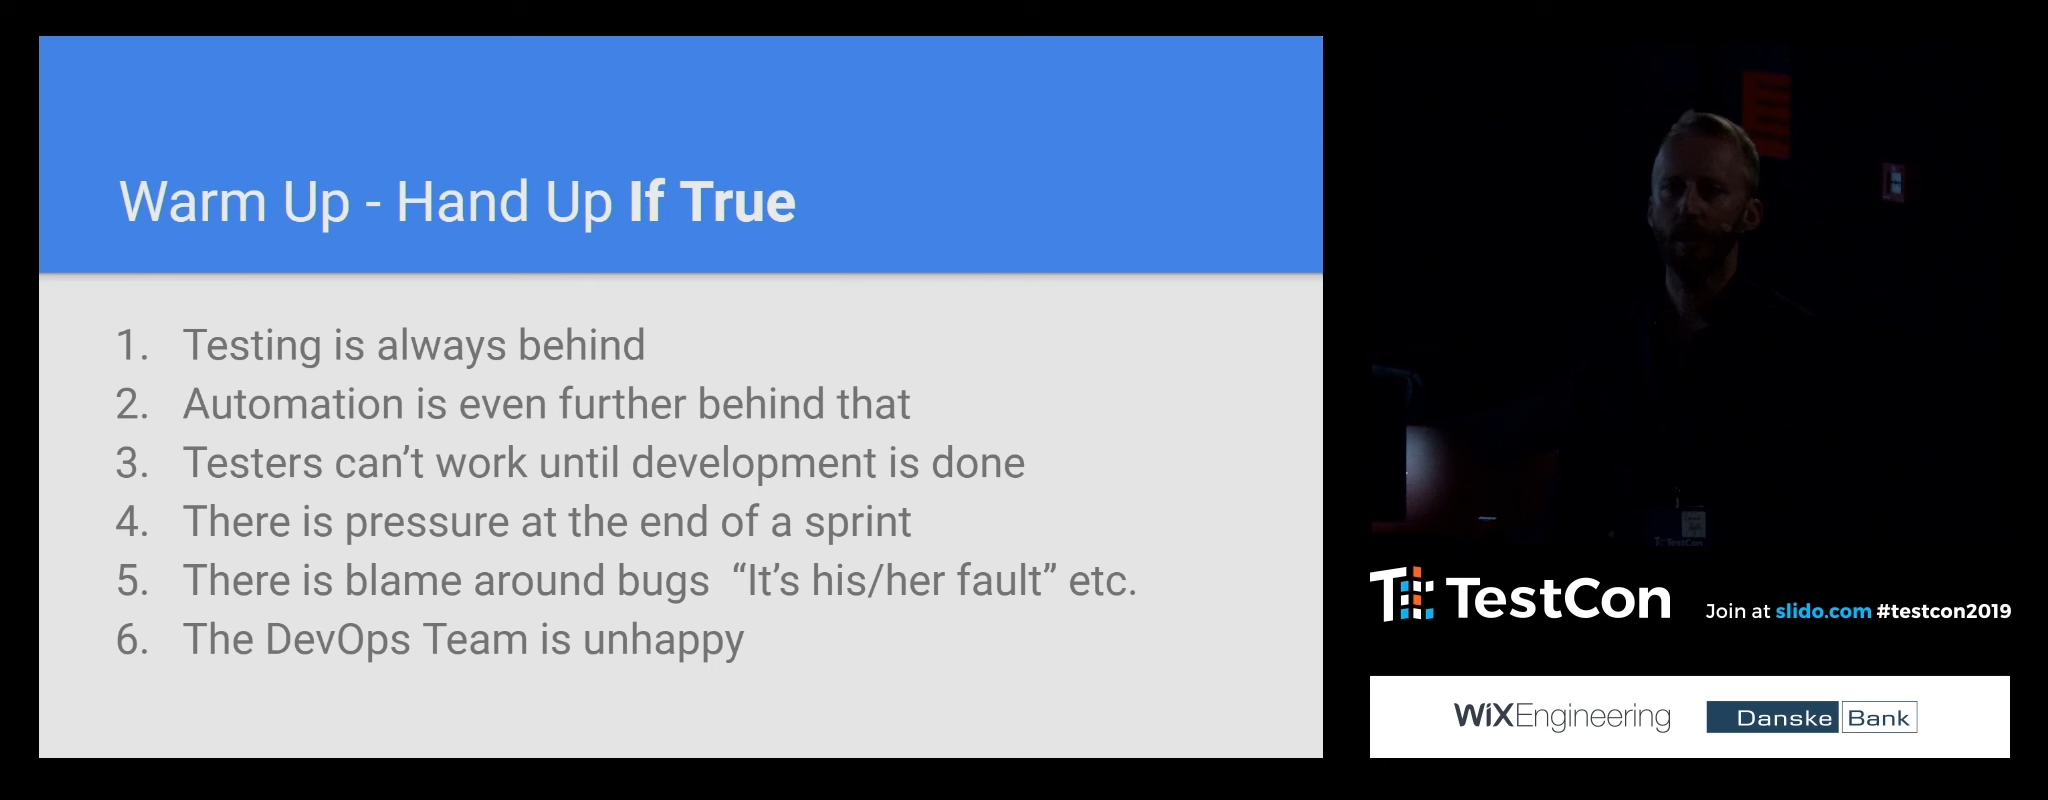 Warm Up - Hand Up If True
1. Testing is always behind
2. Automation is even further behind that
3. Testers can’t work until development is done
4. There is pressure at the end of a sprint
5. There is blame around bugs  “It’s his/her fault” etc.
6. The DevOps Team is unhappy
TestCon
TestCon
Join at slido.com #testcon2019
WiXEngineering
Danske Bank